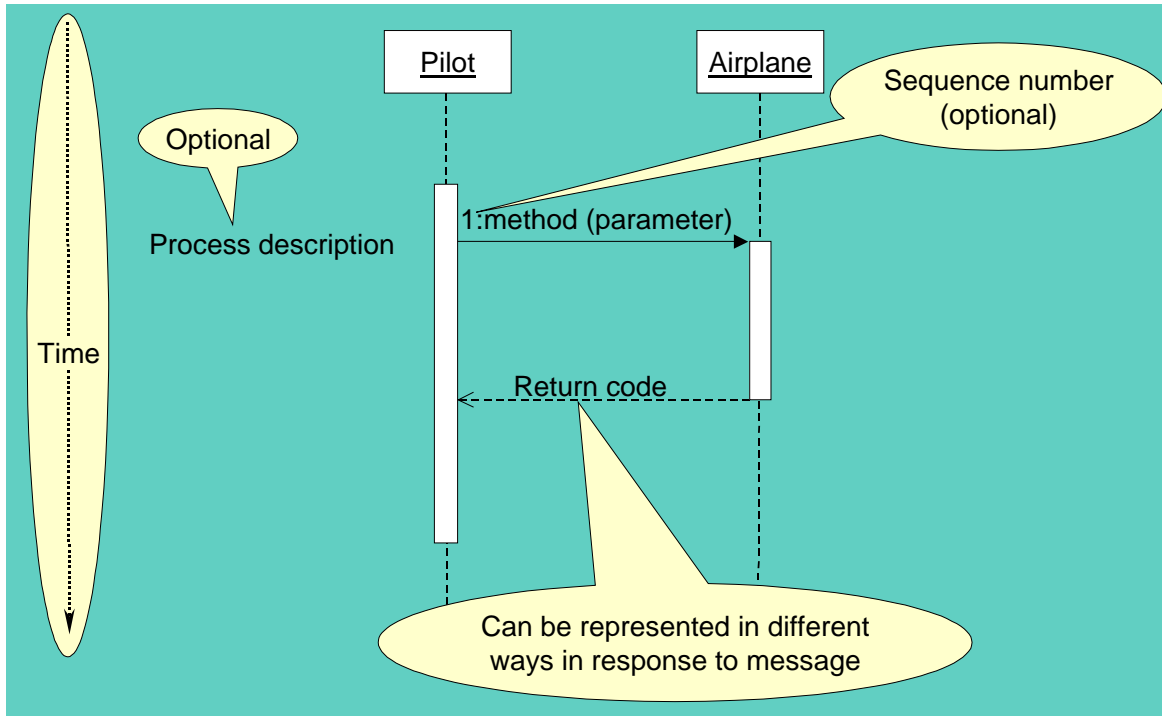 Pilot
Airplane
Sequence number
(optional)
Optional
1:method (parameter)
Process description
Time
Return code
Can be represented in different
ways in response to message